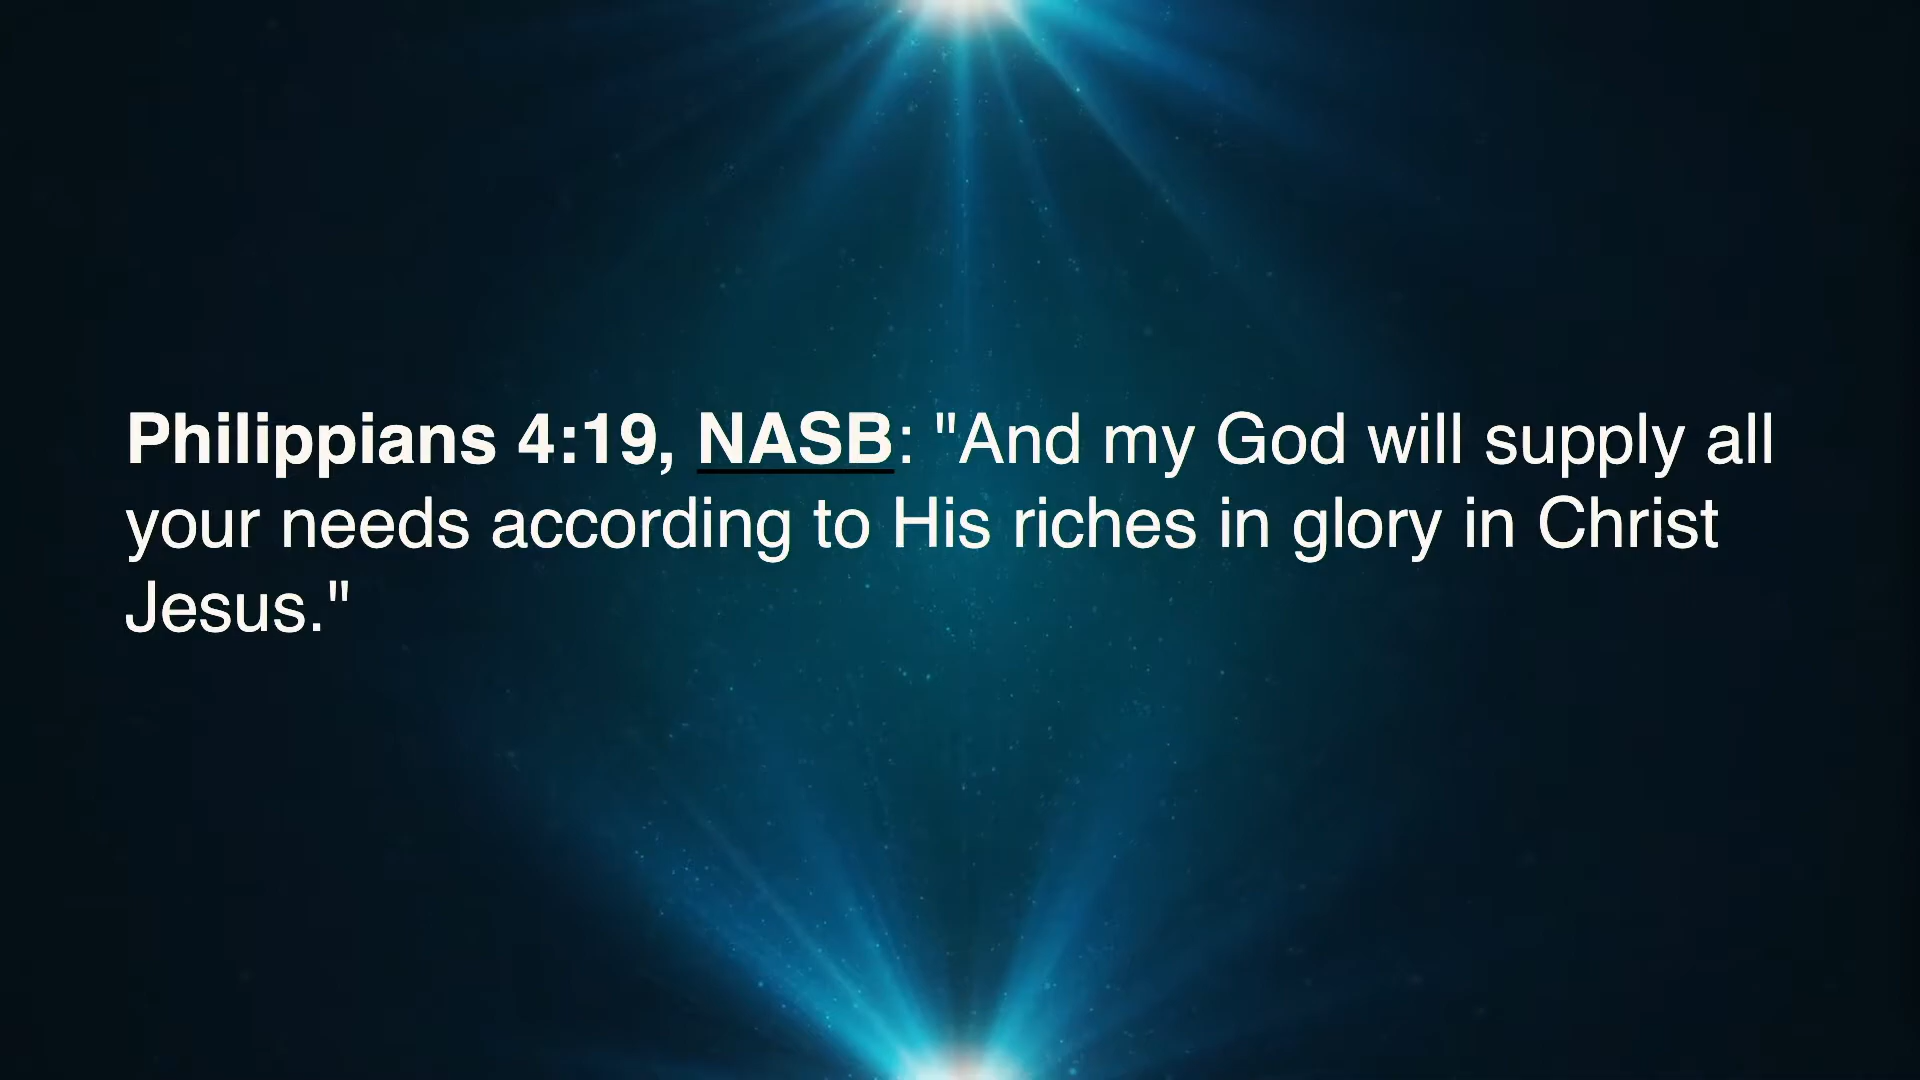 Philippians 4:19, NASB: "And my God will supply all
your needs according to His riches in glory in Christ
Jesus."